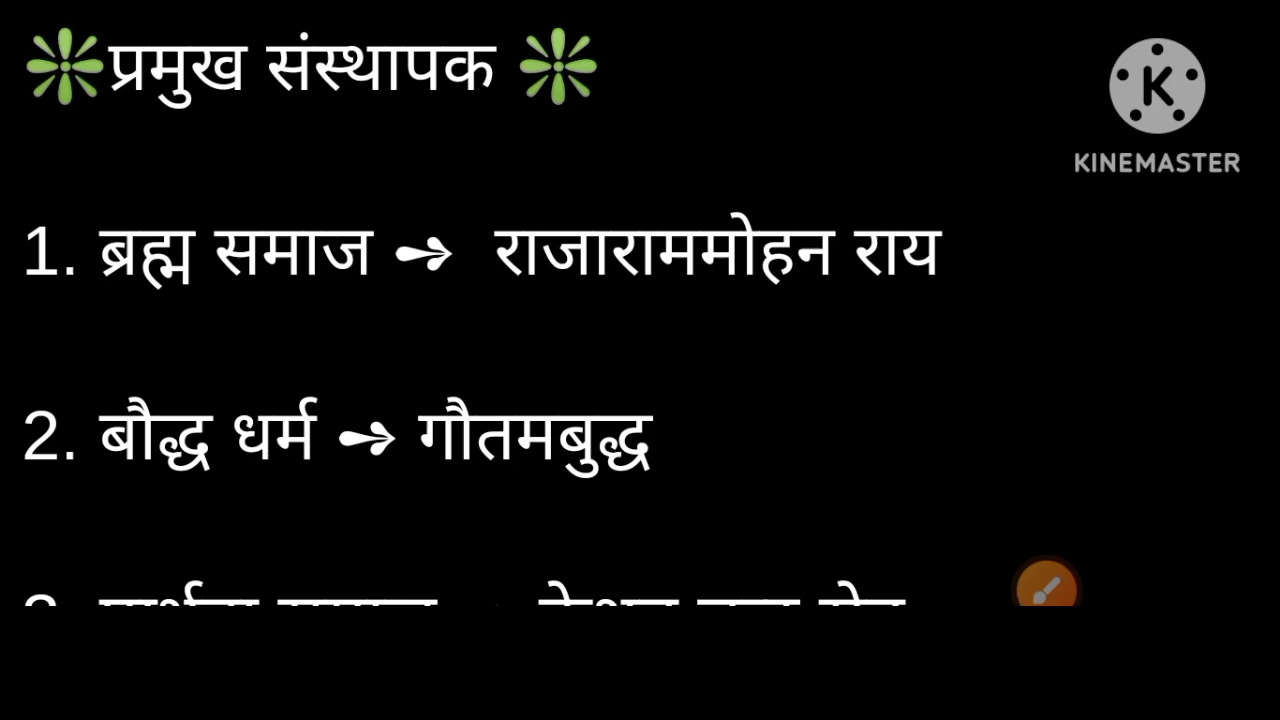 ❇️प्रमुख संस्थापक ❇️
KINEMASTER
1. ब्रह्म समाज ➺ राजाराममोहन राय
2. बौद्ध धर्म ➺ गौतमबुद्ध